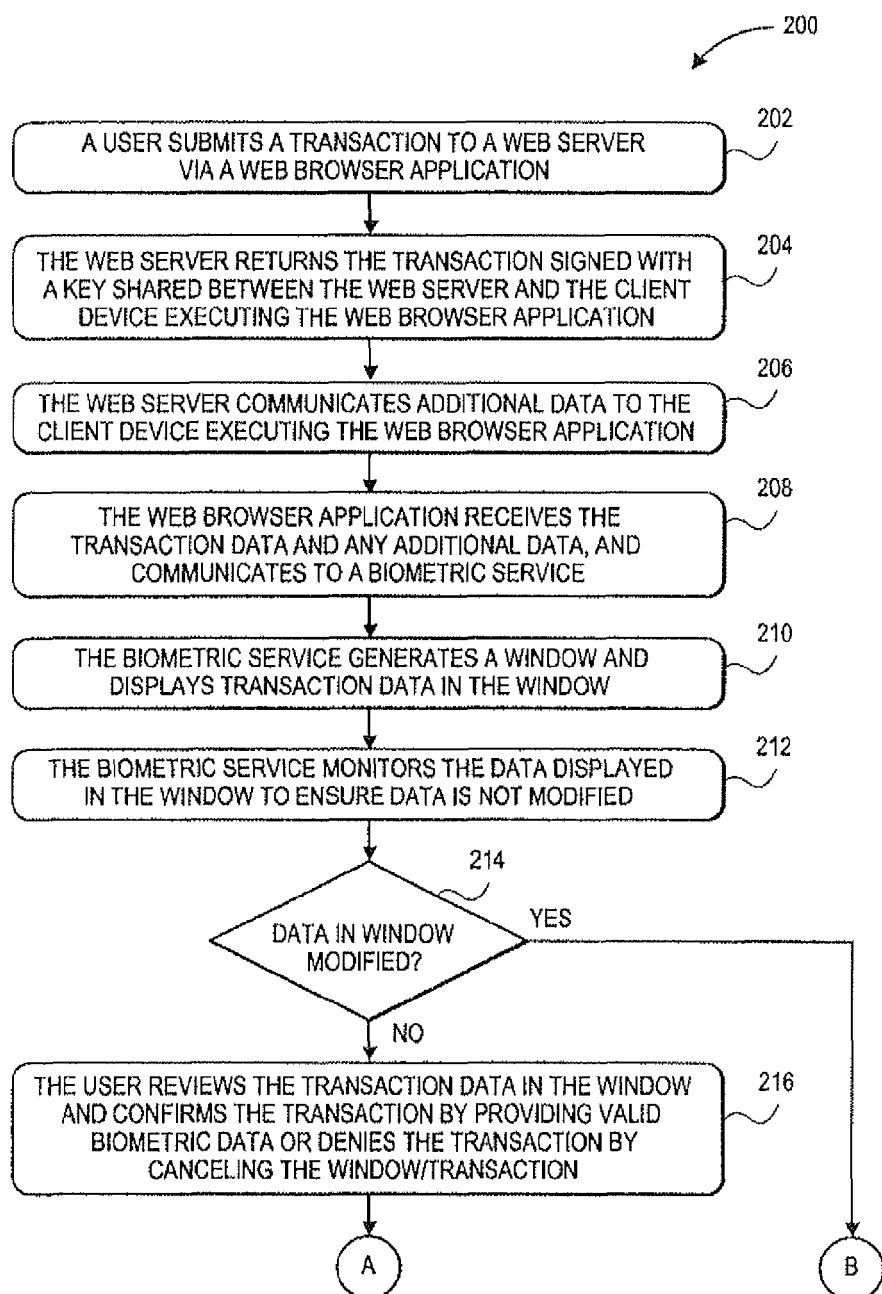 200
202
A USER SUBMITS A TRANSACTION TO A WEB SERVER
VIA A WEB BROWSER APPLICATION
204
THE WEB SERVER RETURNS THE TRANSACTION SIGNED WITH
A KEY SHARED BETWEEN THE WEB SERVER AND THE CLIENT
DEVICE EXECUTING THE WEB BROWSER APPLICATION
206
THE WEB SERVER COMMUNICATES ADDITIONAL DATA TO THE
CLIENT DEVICE EXECUTING THE WEB BROWSER APPLICATION
208
THE WEB BROWSER APPLICATION RECEIVES THE
TRANSACTION DATA AND ANY ADDITIONAL DATA, AND
COMMUNICATES TO A BIOMETRIC SERVICE
210
THE BIOMETRIC SERVICE GENERATES A WINDOW AND
DISPLAYS TRANSACTION DATA IN THE WINDOW
212
THE BIOMETRIC SERVICE MONITORS THE DATA DISPLAYED
IN THE WINDOW TO ENSURE DATA IS NOT MODIFIED
214
YES
DATA IN WINDOW
MODIFIED?
NO
216
THE USER REVIEWS THE TRANSACTION DATA IN THE WINDOW
AND CONFIRMS THE TRANSACTION BY PROVIDING VALID
BIOMETRIC DATA OR DENIES THE TRANSACTION BY
CANCELING THE WINDOW/TRANSACTION
A
B